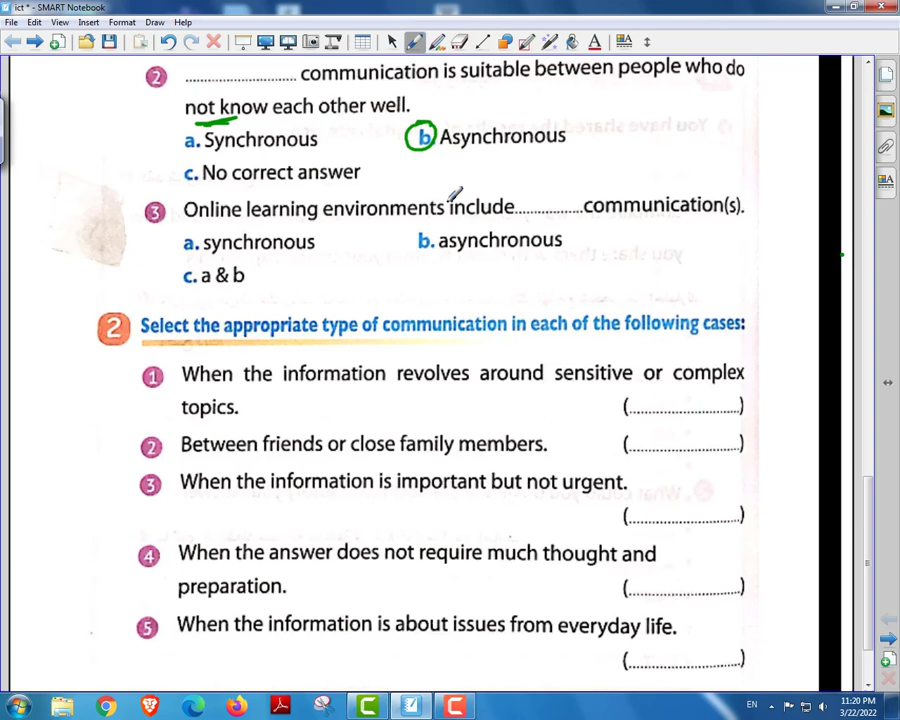 ict * - SMART Notebook
File Edit View Insert Format Draw Help
2 ............................ communication is suitable between people who do
not know each other well.
a. Synchronous b. Asynchronous
c. No correct answer
3 Online learning environments include.................communication(s).
a. synchronous b. asynchronous
c. a & b
2 Select the appropriate type of communication in each of the following cases:
1 When the information revolves around sensitive or complex
topics. (............................)
2 Between friends or close family members. (............................)
3 When the information is important but not urgent.
(............................)
4 When the answer does not require much thought and
preparation. (............................)
5 When the information is about issues from everyday life.
(............................)
EN 11:20 PM
3/22/2022